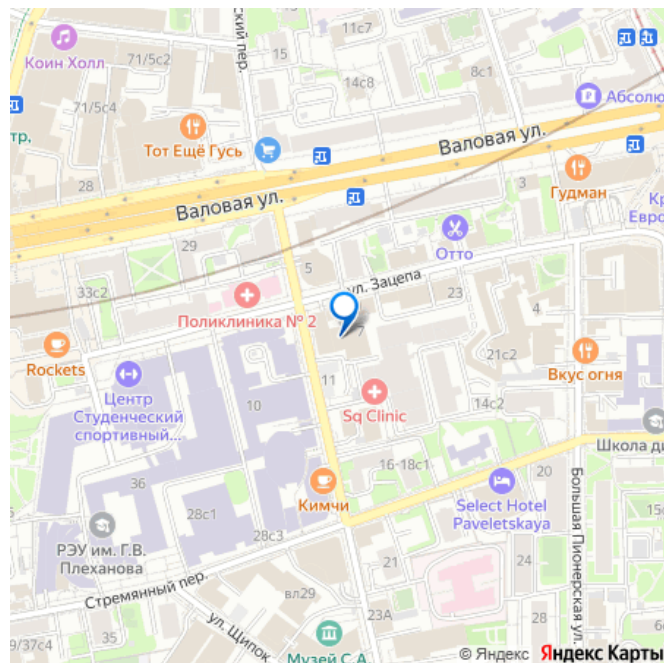 11с7
ский пер.
15
Коин Холл
71/5с2
14с8
8с1
Абсолю
71/5с4
тр,
Тот Ещё Гусь
Валовая ул.
28
Гудман
3
Валовая ул.
Кр
Евро
29
Отто
5
ул. Зацепа
33с2
23
4
Поликлиника № 2
7
Rockets
21с2
Вкус огня
11
Центр
Студенческий
спортивный...
10
Sq Clinic
14с2
Школа ди
16-18с1
36
20
Кимчи
Select Hotel
Paveletskaya
28с1
15с
РЭУ им. Г.В.
Плеханова
28с3
Большая Пионерская ул.
Стремянный пер.
вл29
28
23А
ул. Щипок
6с
9/37с4
28
Музей С.А
© Яндекс Яндекс Карты